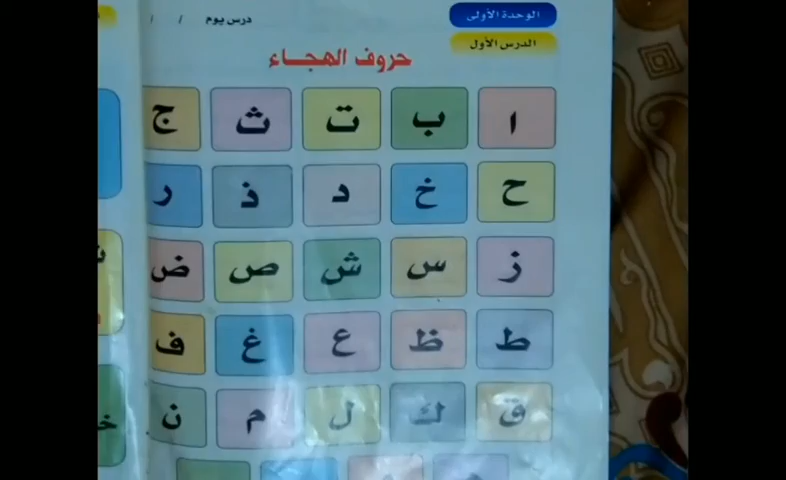 الوحدة الأولى
درس يوم / /
الدرس الأول
حروف الهجاء
ا ب ت ث ج
ح خ د ذ ر
ز س ش ص ض
ط ظ ع غ ف
ق ك ل م ن